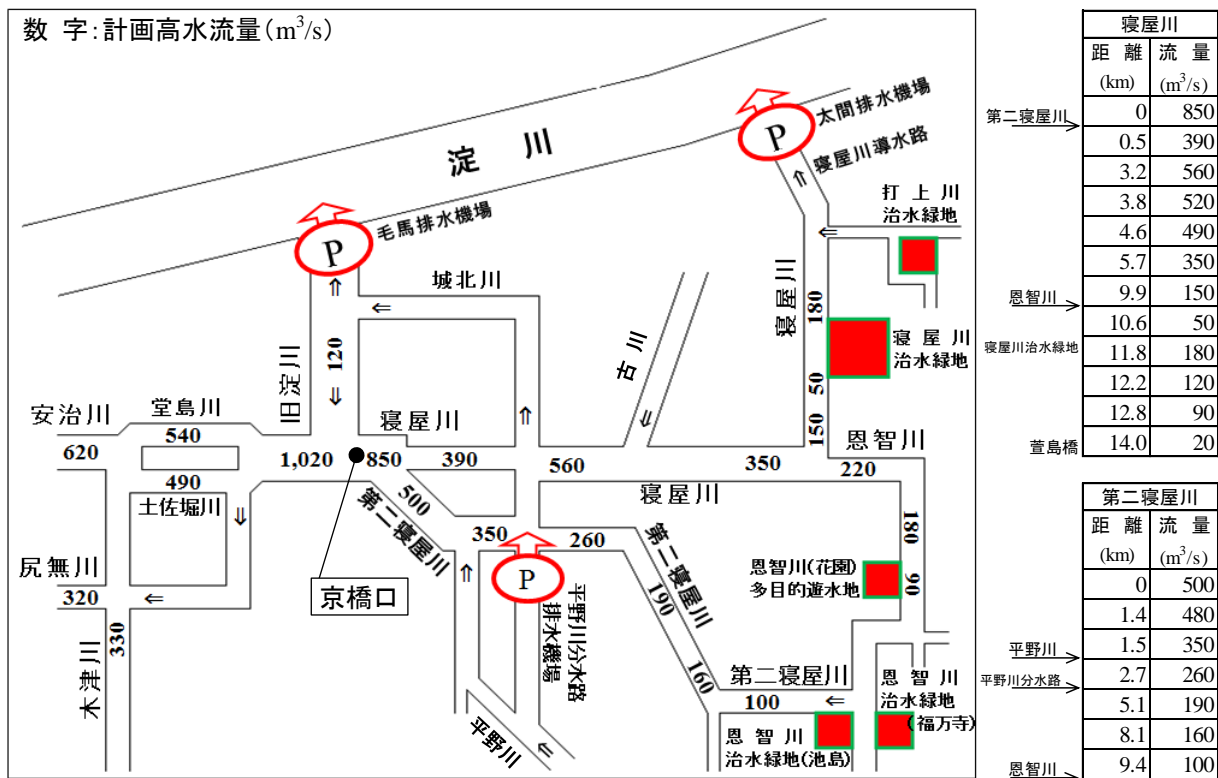 数 字:計画高水流量(m³/s)
淀 川
P
太間排水機場
寝屋川導水路
打 上 川
治水緑地
P
毛馬排水機場
城北川
寝屋川
180
古川
寝 屋 川
治水緑地
120
旧淀川
50
150
安治川
堂島川
寝屋川
恩智川
620
540
1,020
850
390
560
350
220
490
土佐堀川
500
第二寝屋川
350
260
寝屋川
180
尻無川
320
330
木津川
京橋口
P
平野川分水路
排水機場
第二寝屋川
190
160
恩智川(花園)
多目的遊水地
90
第二寝屋川
100
恩 智 川
治水緑地
(福万寺)
平野川
恩 智 川
治水緑地(池島)
寝屋川
距 離 流 量
(km) (m³/s)
第二寝屋川 0 850
0.5 390
3.2 560
3.8 520
4.6 490
5.7 350
恩智川 9.9 150
10.6 50
寝屋川治水緑地 11.8 180
12.2 120
12.8 90
萱島橋 14.0 20
第二寝屋川
距 離 流 量
(km) (m³/s)
0 500
1.4 480
平野川 1.5 350
平野川分水路 2.7 260
5.1 190
8.1 160
恩智川 9.4 100